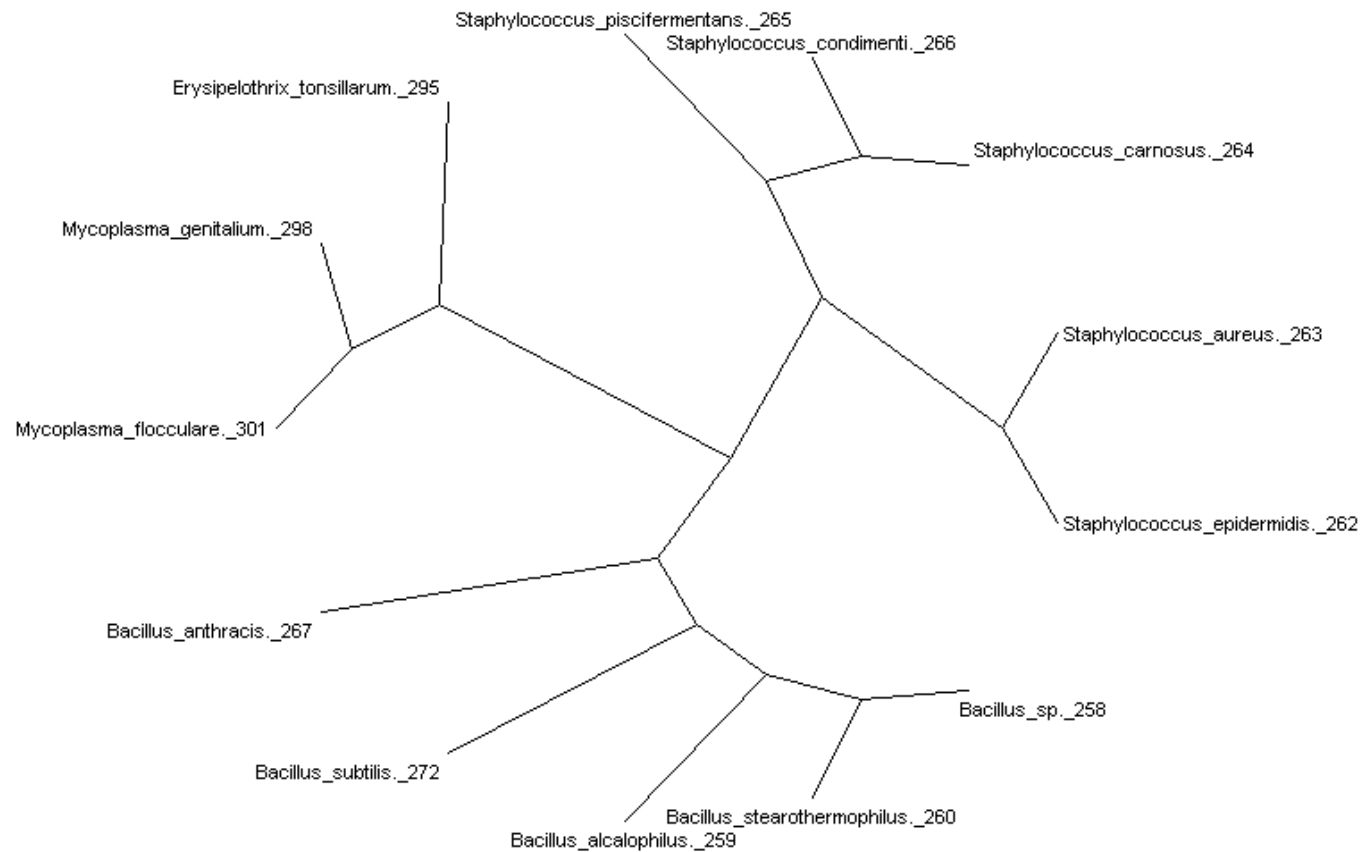 Staphylococcus_piscifermentans._265
Staphylococcus_condimenti._266
Erysipelothrix_tonsillarum._295
Staphylococcus_carnosus._264
Mycoplasma_genitalium._298
Staphylococcus_aureus._263
Mycoplasma_flocculare._301
Staphylococcus_epidermidis._262
Bacillus_anthracis._267
Bacillus_sp._258
Bacillus_subtilis._272
Bacillus_stearothermophilus._260
Bacillus_alcalophilus._259